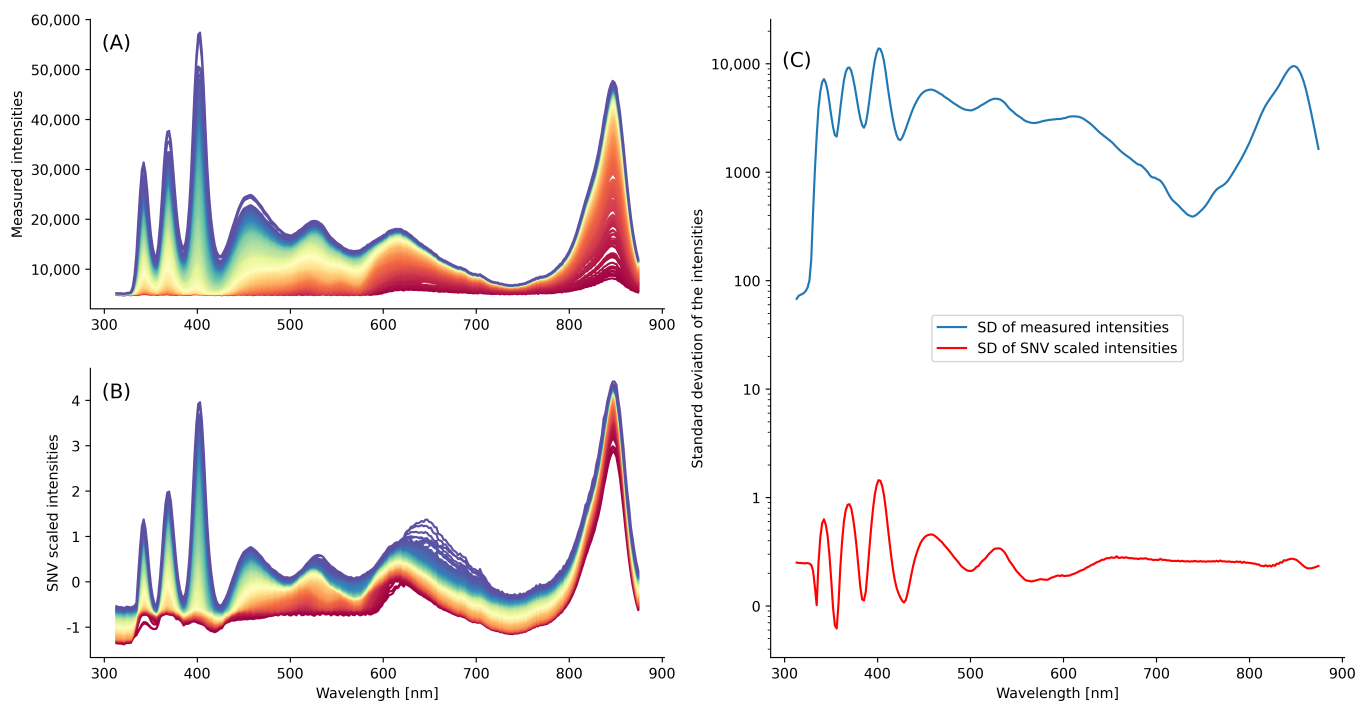 (A)
Measured intensities
60,000
50,000
40,000
30,000
20,000
10,000
300 400 500 600 700 800 900
(B)
SNV scaled intensities
4
3
2
1
0
-1
300 400 500 600 700 800 900
Wavelength [nm]
(C)
Standard deviation of the intensities
10,000
1000
100
10
1
0
SD of measured intensities
SD of SNV scaled intensities
300 400 500 600 700 800 900
Wavelength [nm]